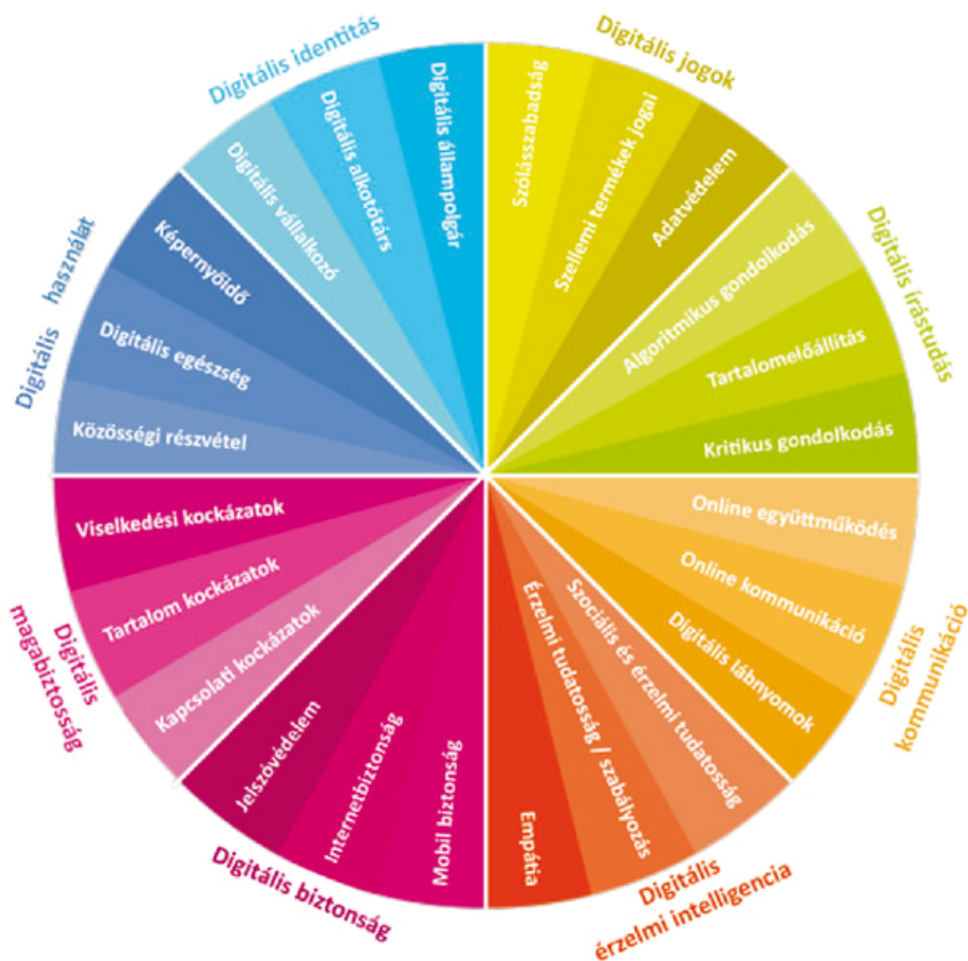 Digitális identitás
Digitális állampolgár
Digitális alkotótárs
Digitális vállalkozó
Digitális jogok
Szólásszabadság
Szellemi termékek jogai
Adatvédelem
Digitális írástudás
Algoritmikus gondolkodás
Tartalomelőállítás
Kritikus gondolkodás
Digitális
kommunikáció
Online együttműködés
Online kommunikáció
Digitális lábnyomok
Digitális
érzelmi intelligencia
Szociális és érzelmi tudatosság
Érzelmi tudatosság / szabályozás
Empátia
Digitális biztonság
Mobil biztonság
Internetbiztonság
Jelszóvédelem
Digitális
magabiztosság
Kapcsolati kockázatok
Tartalom kockázatok
Viselkedési kockázatok
Digitális használat
Közösségi részvétel
Digitális egészség
Képernyőidő